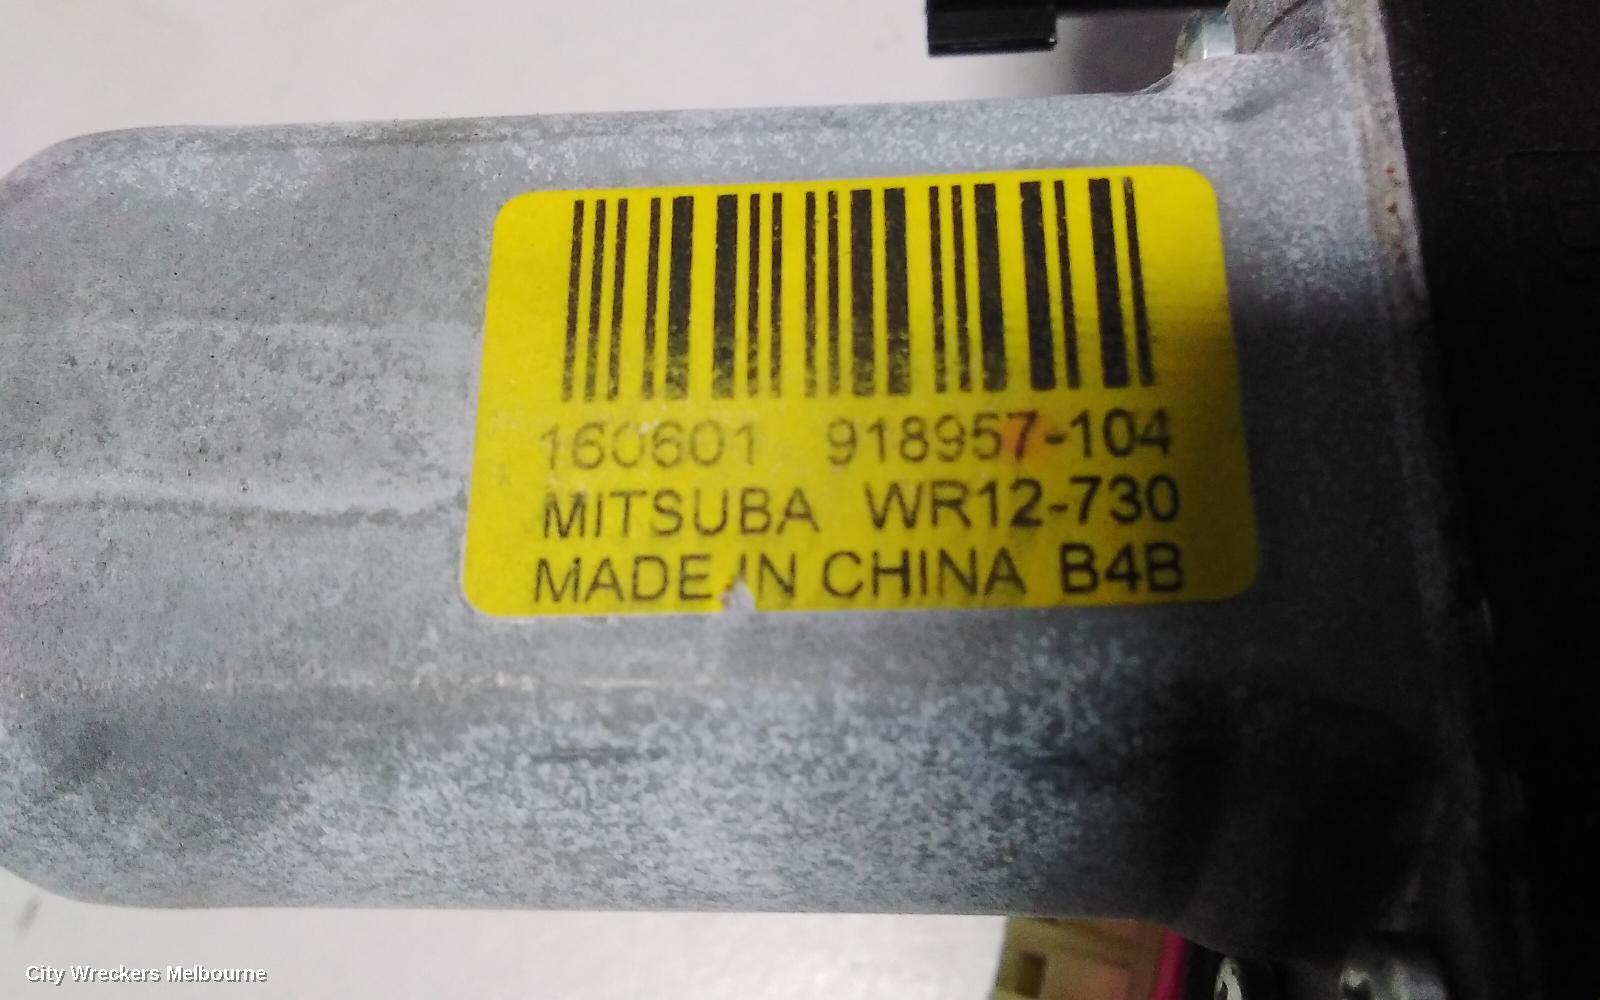 160601 918957-104
MITSUBA WR12-730
MADE IN CHINA B4B
City Wreckers Melbourne